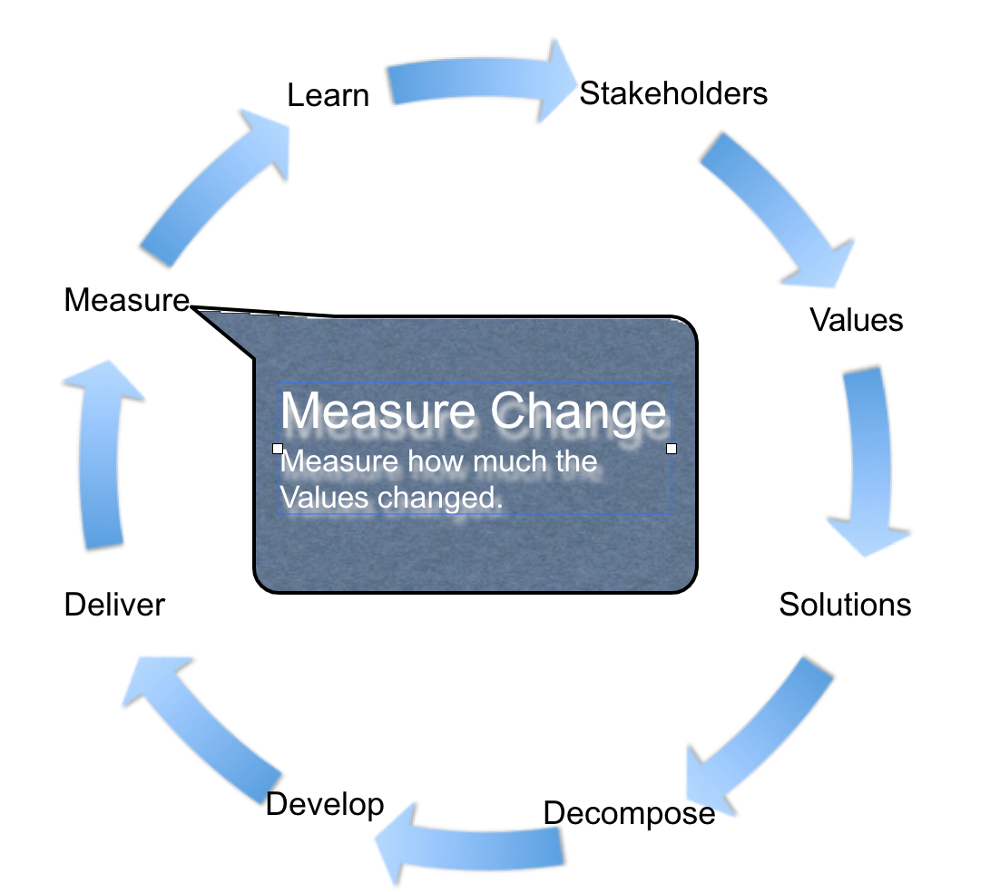 Learn
Stakeholders
Measure
Values
Measure Change
Measure how much the
Values changed.
Deliver
Solutions
Develop
Decompose